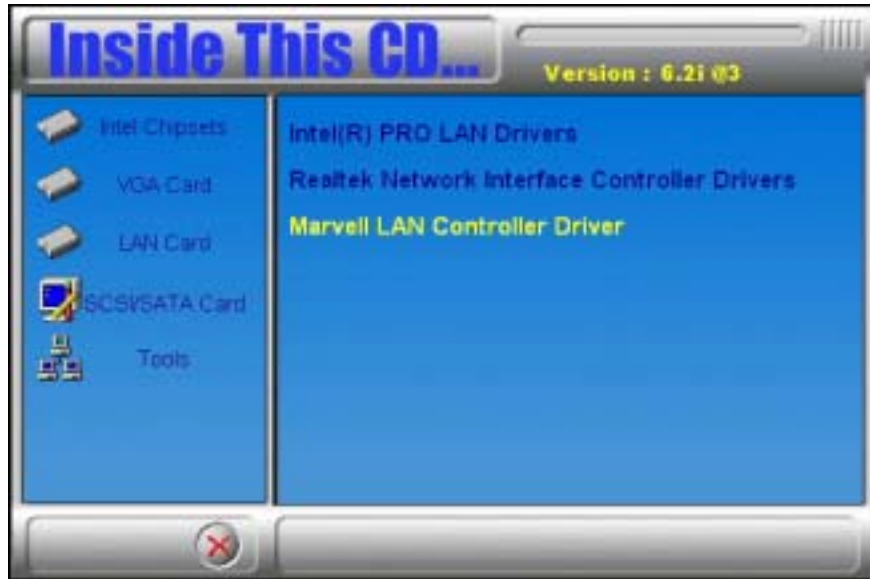 Inside This CD...
Version : 6.2i @3
Intel Chipsets
VGA Card
LAN Card
SCSI/SATA Card
Tools
Intel(R) PRO LAN Drivers
Realtek Network Interface Controller Drivers
Marvell LAN Controller Driver